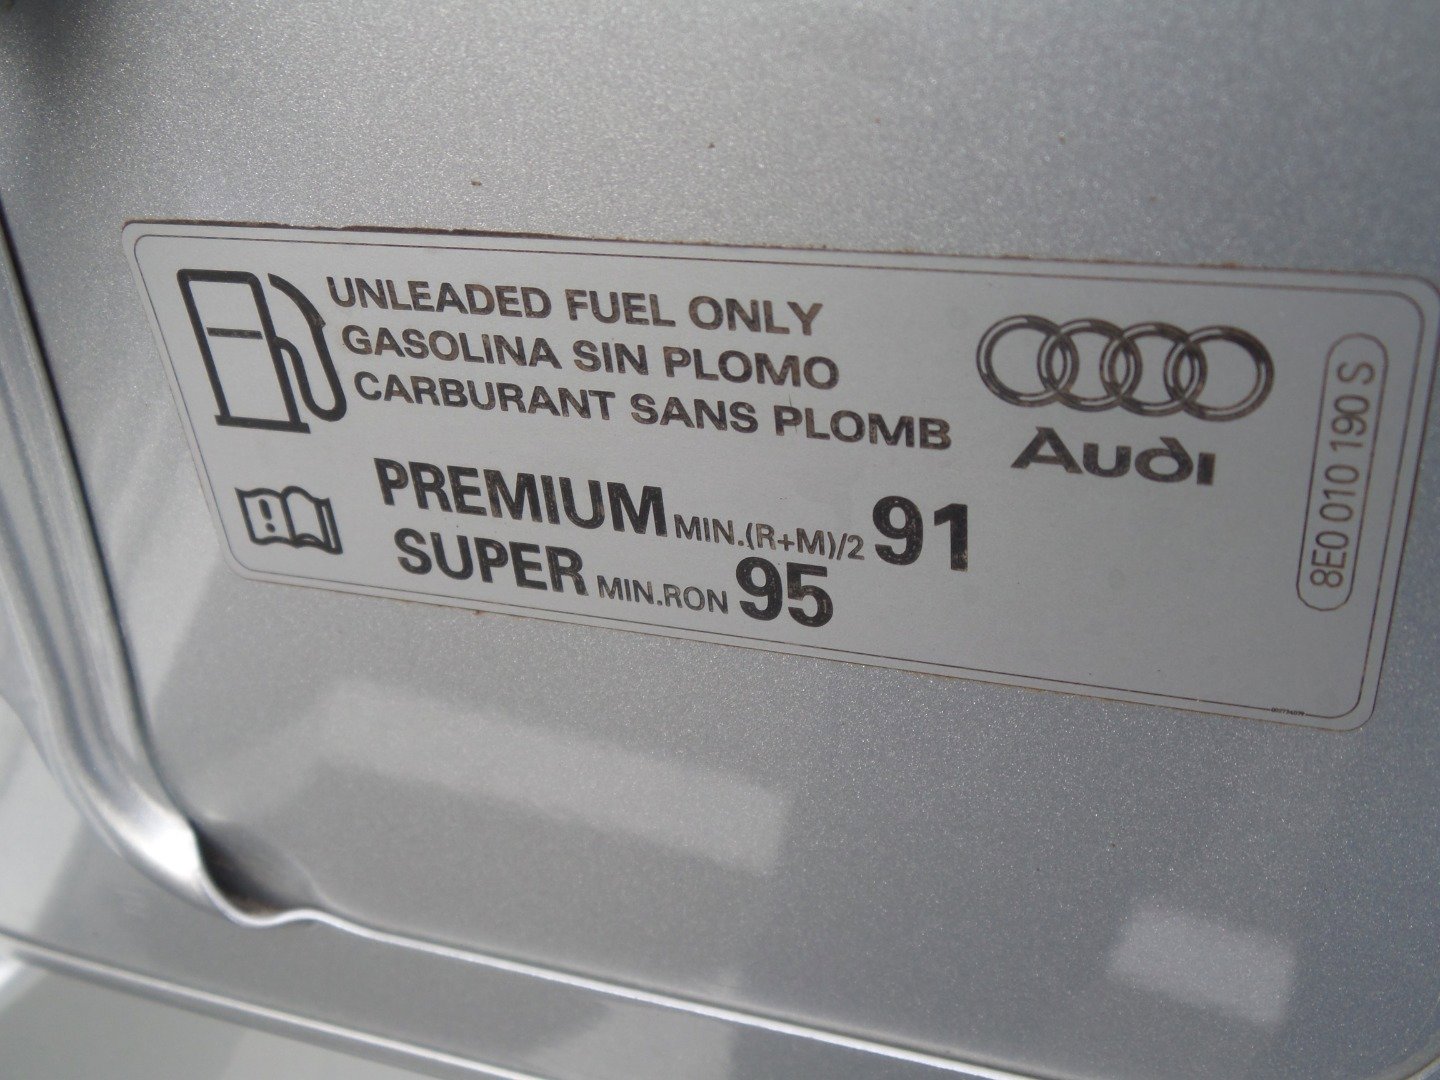 UNLEADED FUEL ONLY
GASOLINA SIN PLOMO
CARBURANT SANS PLOMB
PREMIUM MIN.(R+M)/2 91
SUPER MIN.RON 95
Audi
8E0 010 190 S